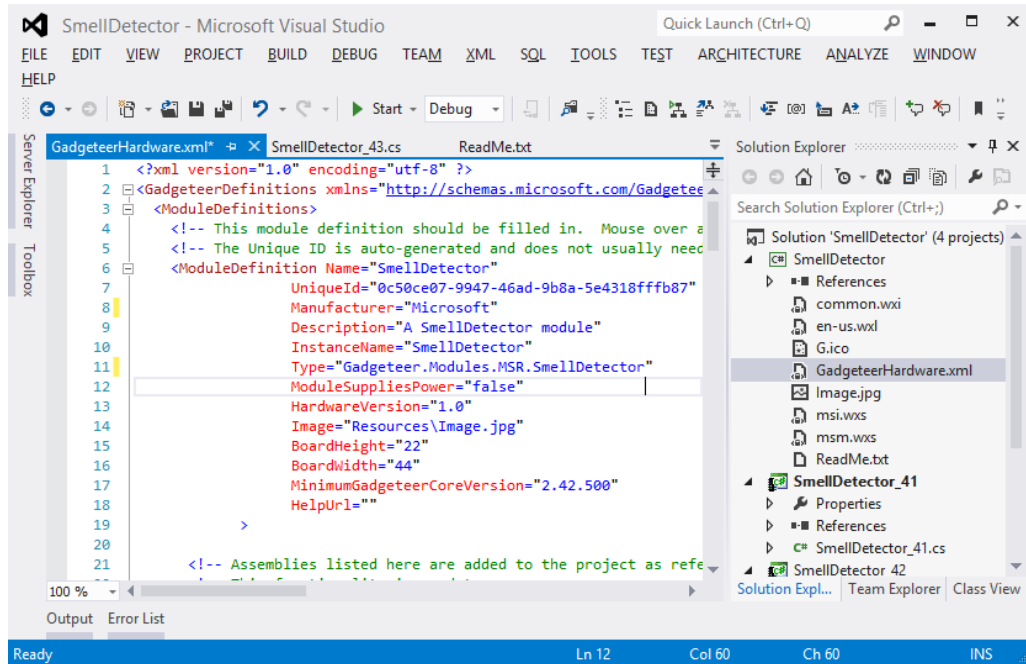 SmellDetector - Microsoft Visual Studio
Quick Launch (Ctrl+Q)
FILE EDIT VIEW PROJECT BUILD DEBUG TEAM XML SQL TOOLS TEST ARCHITECTURE ANALYZE WINDOW
HELP
Start Debug
Server Explorer
Toolbox
GadgeteerHardware.xml* SmellDetector_43.cs ReadMe.txt
1 <?xml version="1.0" encoding="utf-8" ?>
2 <GadgeteerDefinitions xmlns="http://schemas.microsoft.com/Gadgetee
3 <ModuleDefinitions>
4 <!-- This module definition should be filled in. Mouse over a
5 <!-- The Unique ID is auto-generated and does not usually need
6 <ModuleDefinition Name="SmellDetector"
7 UniqueId="0c50ce07-9947-46ad-9b8a-5e4318fffb87"
8 Manufacturer="Microsoft"
9 Description="A SmellDetector module"
10 InstanceName="SmellDetector"
11 Type="Gadgeteer.Modules.MSR.SmellDetector"
12 ModuleSuppliesPower="false"
13 HardwareVersion="1.0"
14 Image="Resources\Image.jpg"
15 BoardHeight="22"
16 BoardWidth="44"
17 MinimumGadgeteerCoreVersion="2.42.500"
18 HelpUrl=""
19 >
20
21 <!-- Assemblies listed here are added to the project as refe
100 %
Solution Explorer
Search Solution Explorer (Ctrl+;)
Solution 'SmellDetector' (4 projects)
C# SmellDetector
References
common.wxi
en-us.wxl
G.ico
GadgeteerHardware.xml
Image.jpg
msi.wxs
msm.wxs
ReadMe.txt
SmellDetector_41
Properties
References
C# SmellDetector_41.cs
SmellDetector_42
Solution Expl... Team Explorer Class View
Output Error List
Ready Ln 12 Col 60 Ch 60 INS